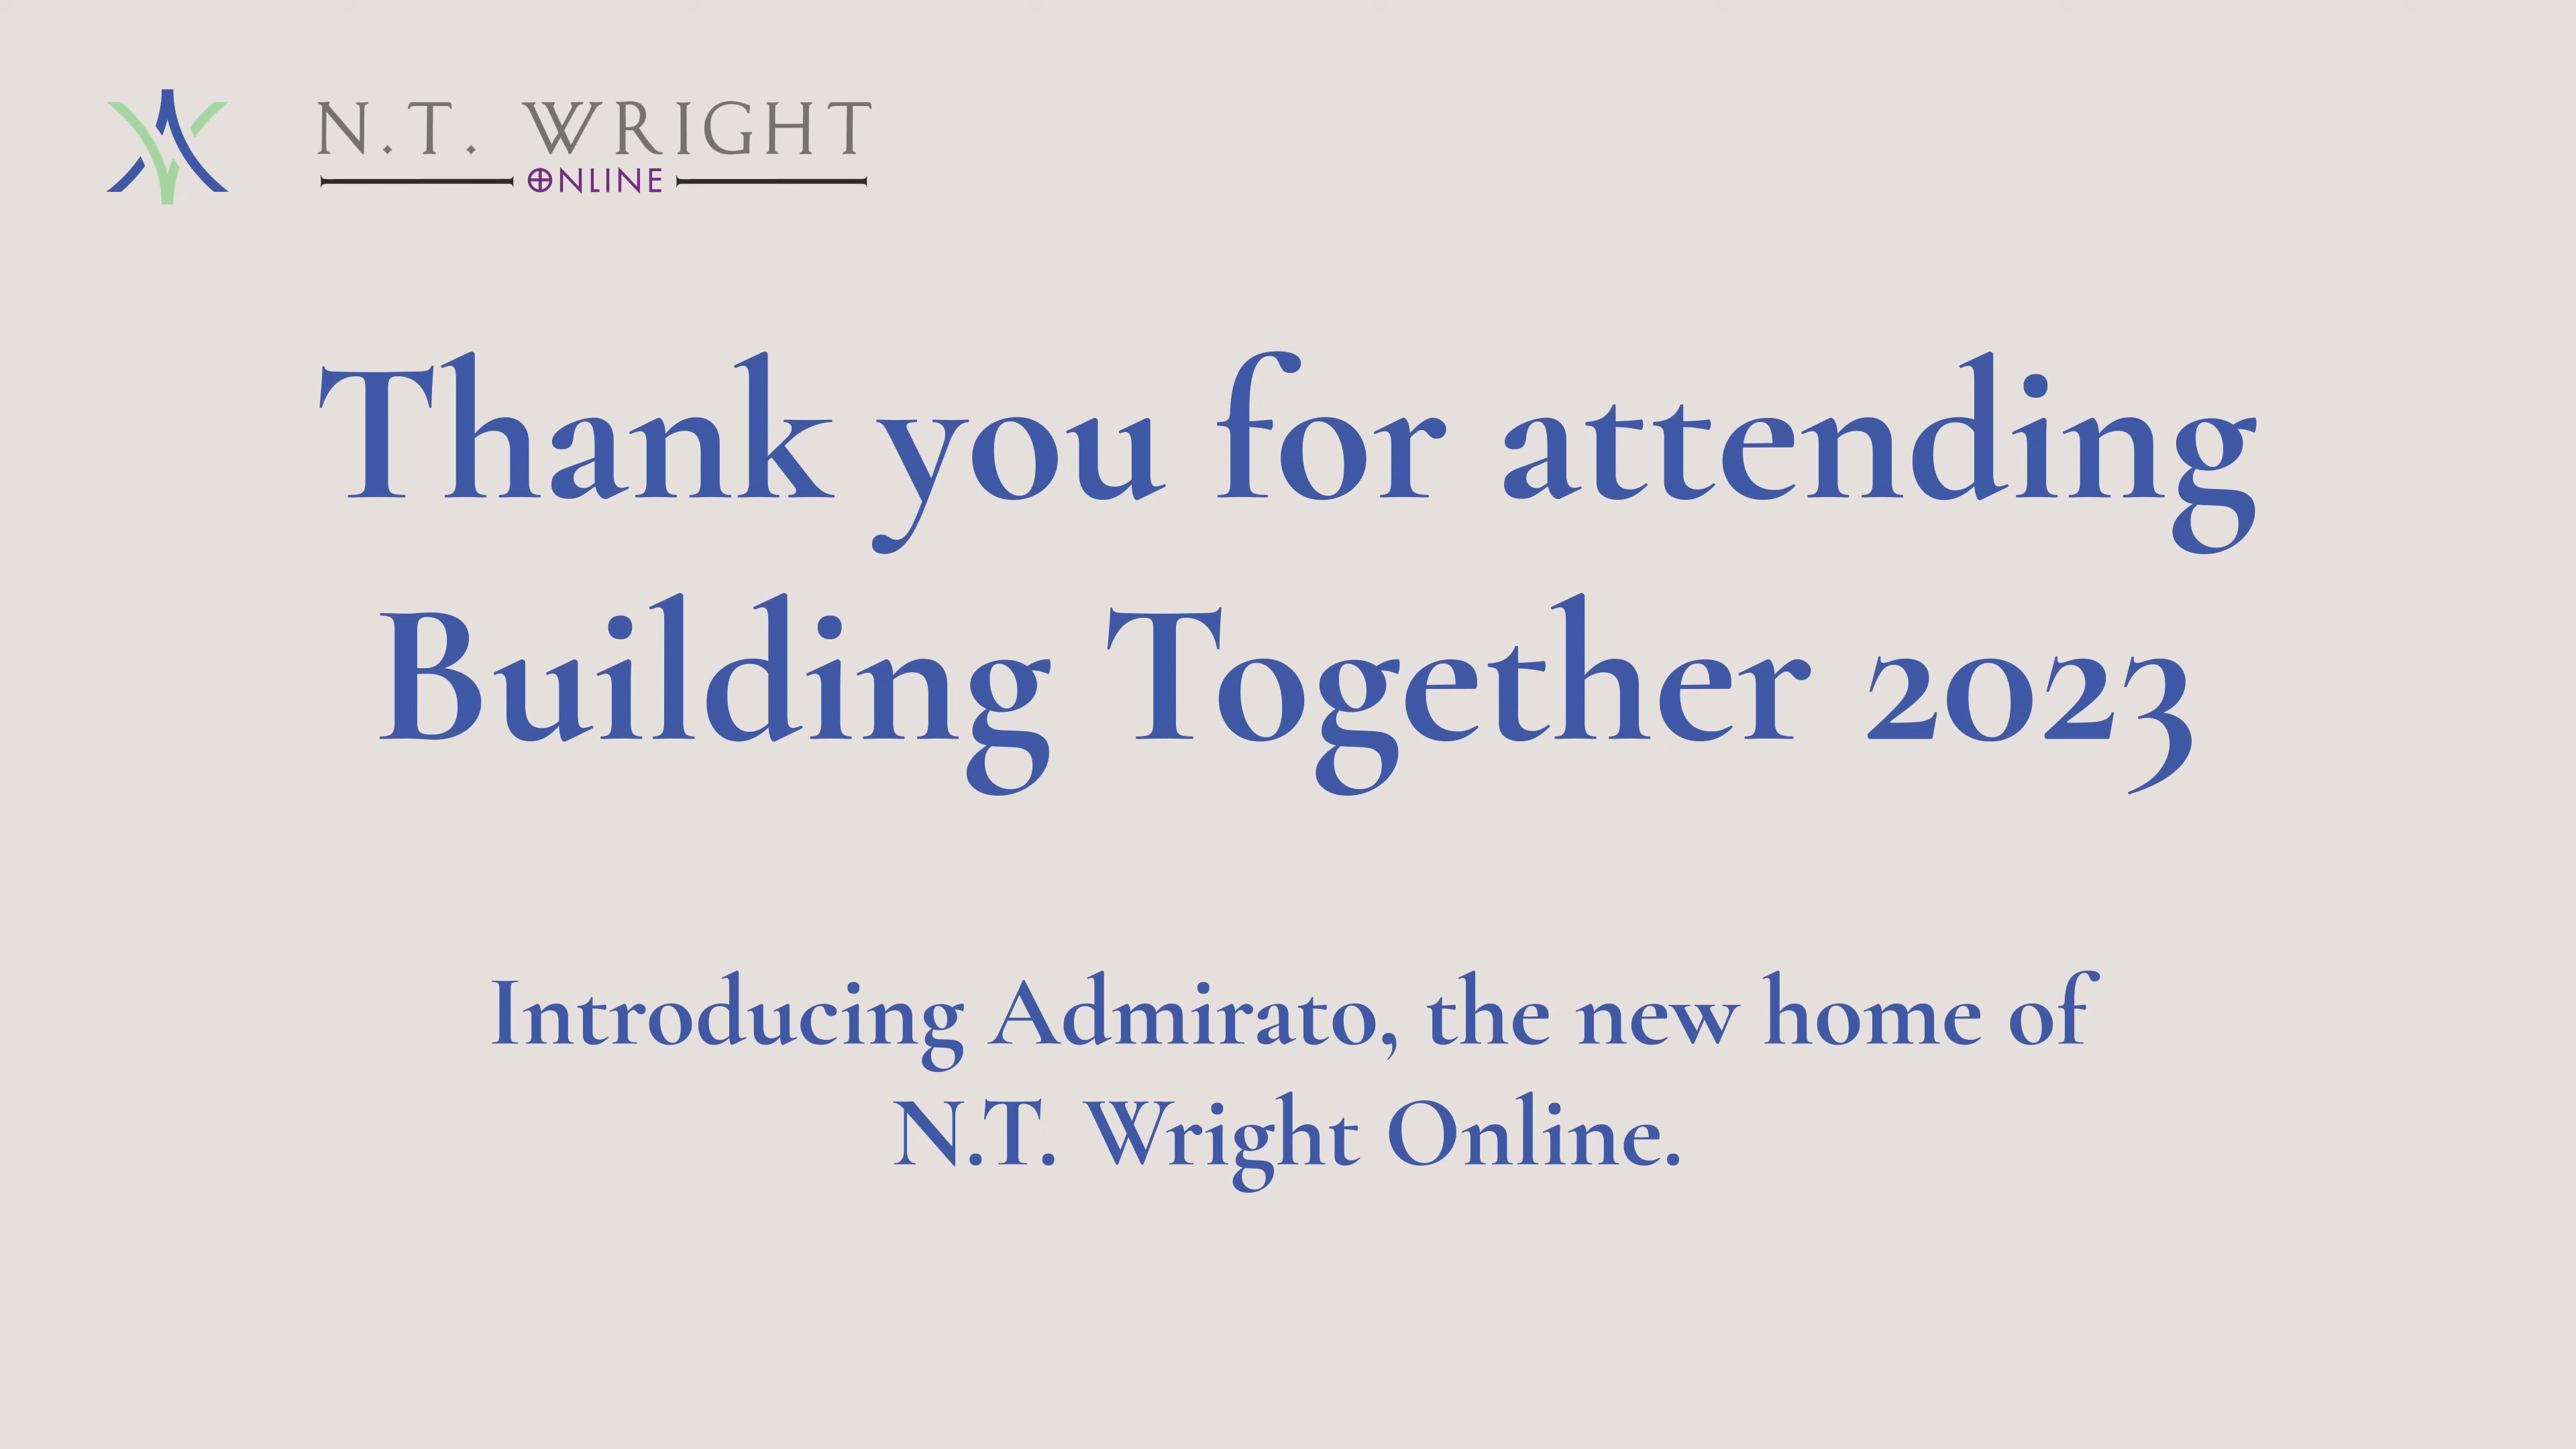 N.T. WRIGHT
ONLINE
Thank you for attending
Building Together 2023
Introducing Admirato, the new home of
N.T. Wright Online.